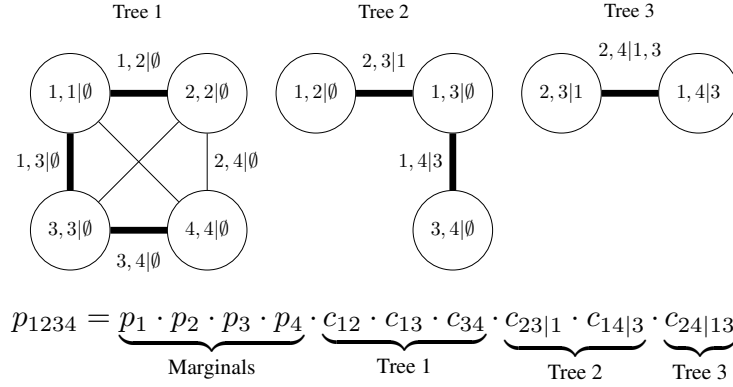 Tree 1
Tree 2
Tree 3
1, 2|∅
1, 1|∅
2, 2|∅
1, 3|∅
2, 4|∅
3, 3|∅
4, 4|∅
3, 4|∅
2, 3|1
1, 2|∅
1, 3|∅
1, 4|3
3, 4|∅
2, 4|1, 3
2, 3|1
1, 4|3
p₁₂₃₄ = p₁ · p₂ · p₃ · p₄ · c₁₂ · c₁₃ · c₃₄ · c₂₃|₁ · c₁₄|₃ · c₂₄|₁₃
Marginals
Tree 1
Tree 2
Tree 3